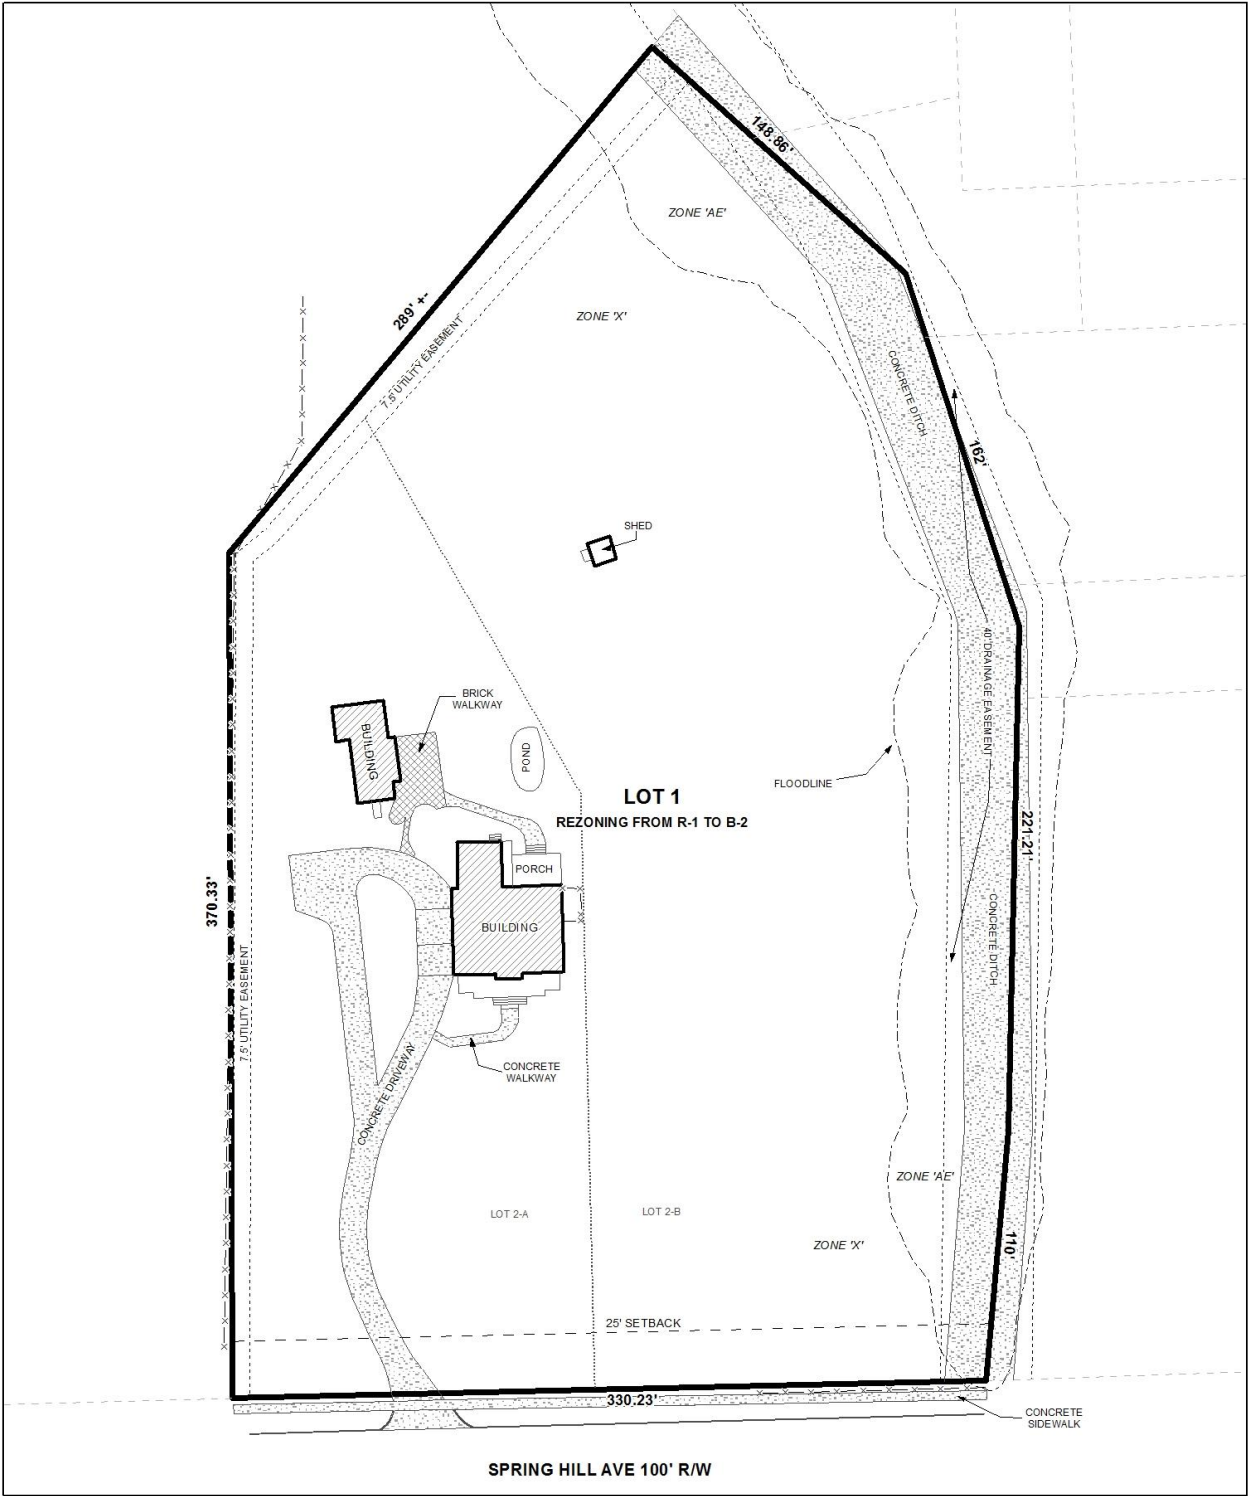 148.86'
ZONE 'AE'
289' +-
ZONE 'X'
7.5' UTILITY EASEMENT
CONCRETE DITCH
162'
SHED
40' DRAINAGE EASEMENT
BRICK
WALKWAY
BUILDING
POND
FLOODLINE
LOT 1
REZONING FROM R-1 TO B-2
221.21'
PORCH
370.33'
BUILDING
CONCRETE DITCH
7.5' UTILITY EASEMENT
CONCRETE
WALKWAY
CONCRETE DRIVEWAY
ZONE 'AE'
LOT 2-A
LOT 2-B
ZONE 'X'
110'
25' SETBACK
330.23'
CONCRETE
SIDEWALK
SPRING HILL AVE 100' R/W